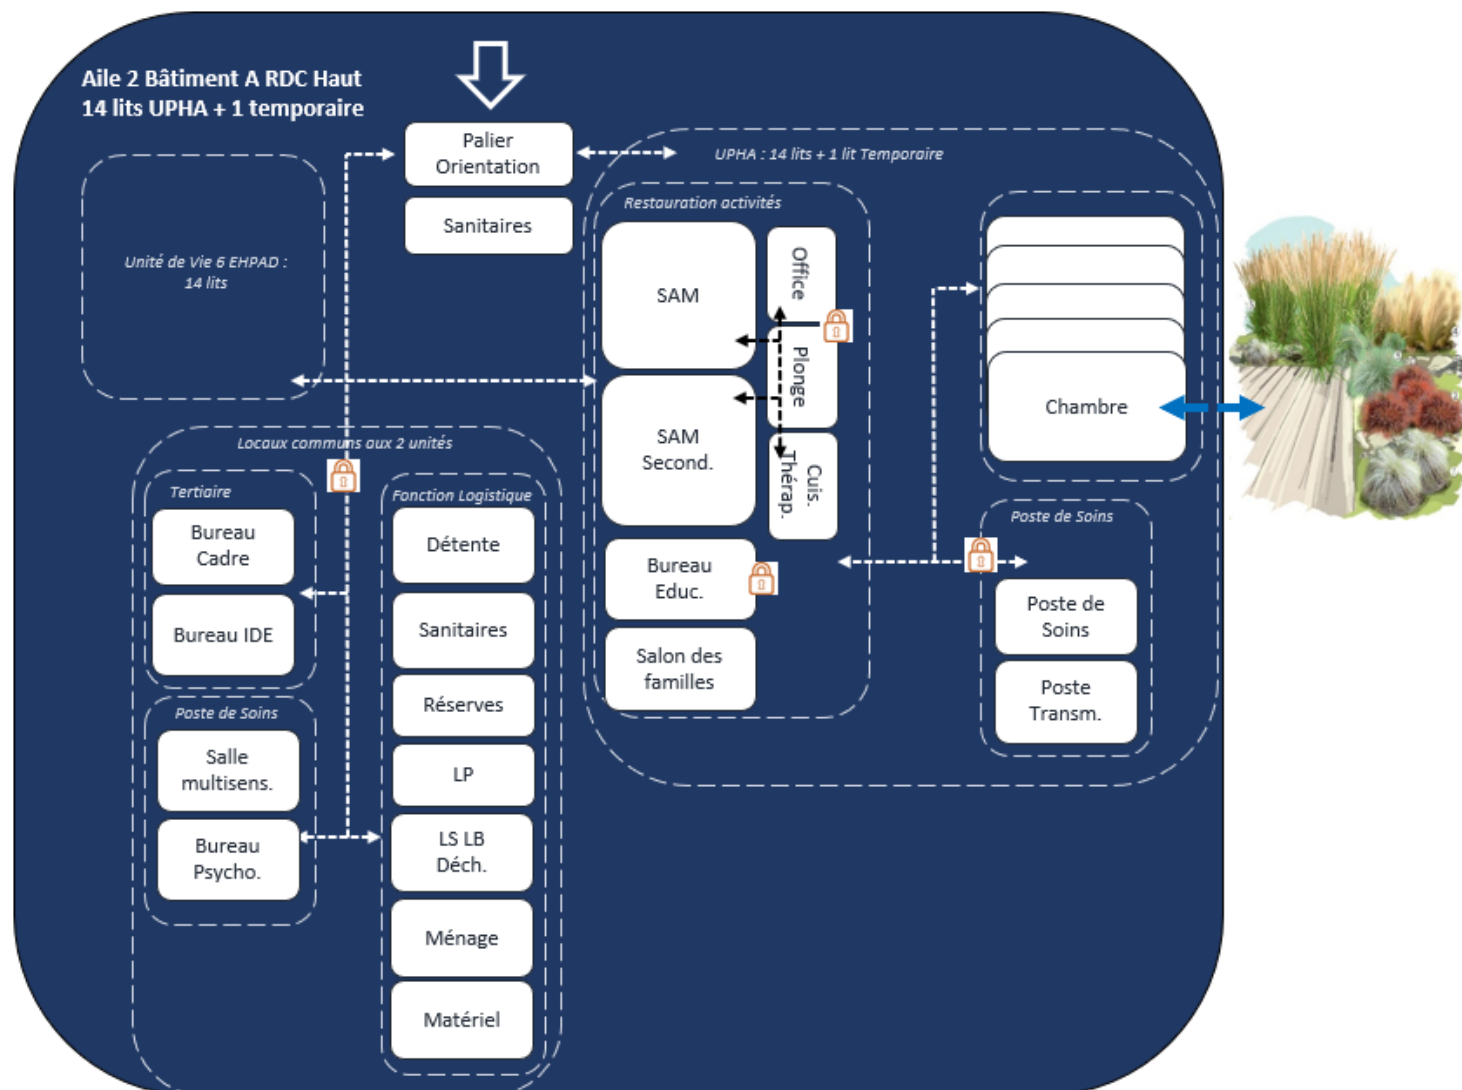 Aile 2 Bâtiment A RDC Haut
14 lits UPHA + 1 temporaire
Palier
Orientation
Sanitaires
UPHA : 14 lits + 1 lit Temporaire
Unité de Vie 6 EHPAD :
14 lits
Restauration activités
SAM
Office
Plonge
SAM
Second.
Cuis.
Thérap.
Bureau
Educ.
Salon des
familles
Chambre
Poste de Soins
Poste de
Soins
Poste
Transm.
Locaux communs aux 2 unités
Tertiaire
Bureau
Cadre
Bureau IDE
Poste de Soins
Salle
multisens.
Bureau
Psycho.
Fonction Logistique
Détente
Sanitaires
Réserves
LP
LS LB
Déch.
Ménage
Matériel